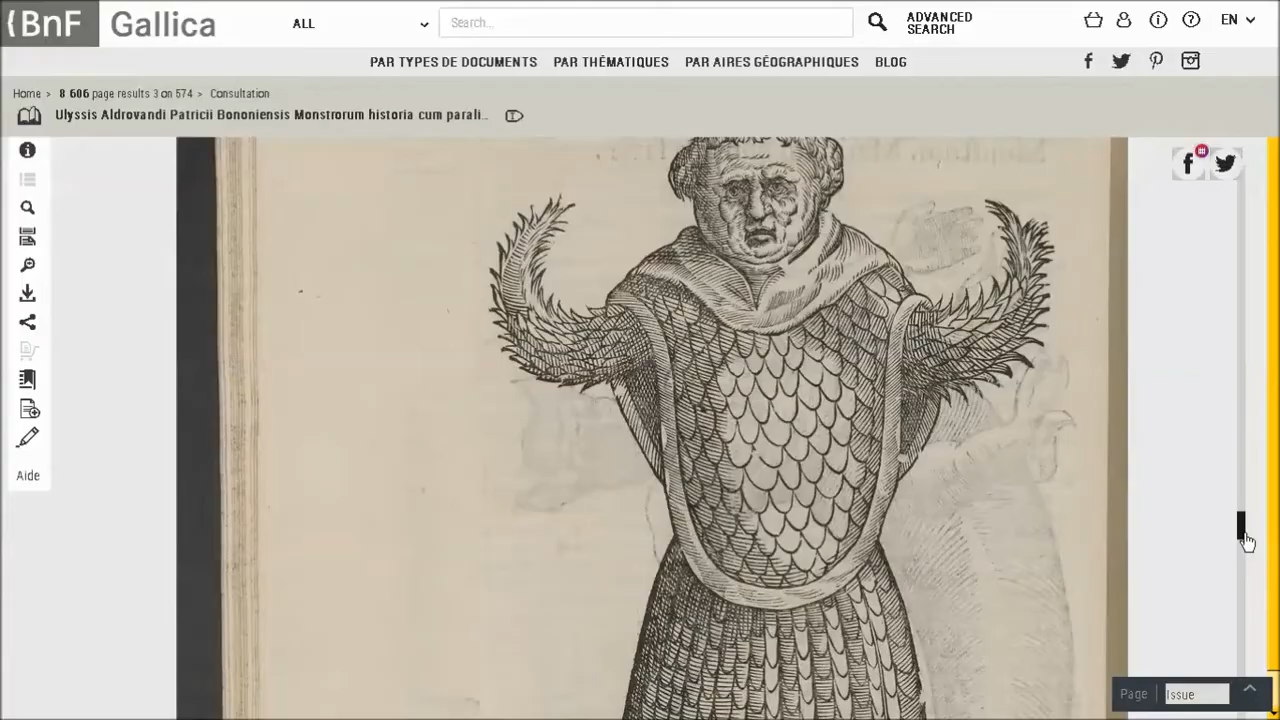 BnF Gallica
ALL
Search...
ADVANCED SEARCH
EN
PAR TYPES DE DOCUMENTS PAR THÉMATIQUES PAR AIRES GÉOGRAPHIQUES BLOG
Home > 8 606 page results 3 on 574 > Consultation
Ulyssis Aldrovandi Patricii Bononiensis Monstrorum historia cum parali..
Aide
Page Issue